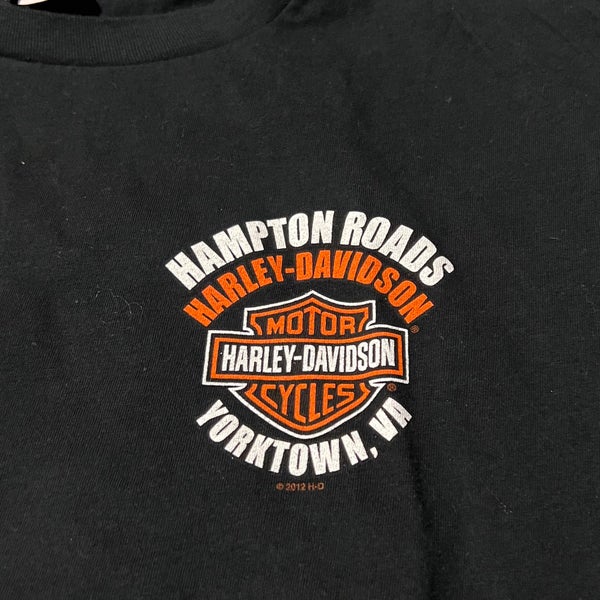 HAMPTON ROADS
HARLEY-DAVIDSON®
MOTOR
HARLEY-DAVIDSON
CYCLES®
YORKTOWN, VA
© 2012 H-D